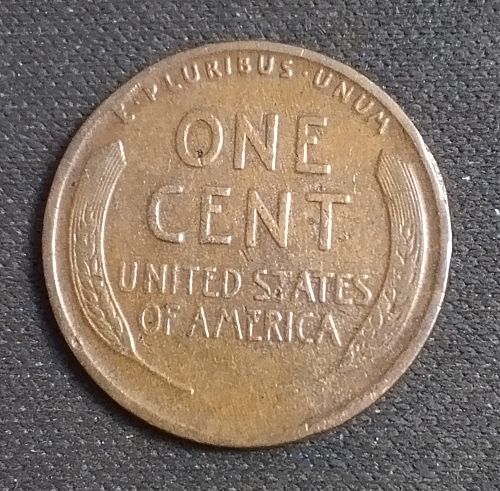 E·PLURIBUS·UNUM
ONE
CENT
UNITED STATES
OF AMERICA